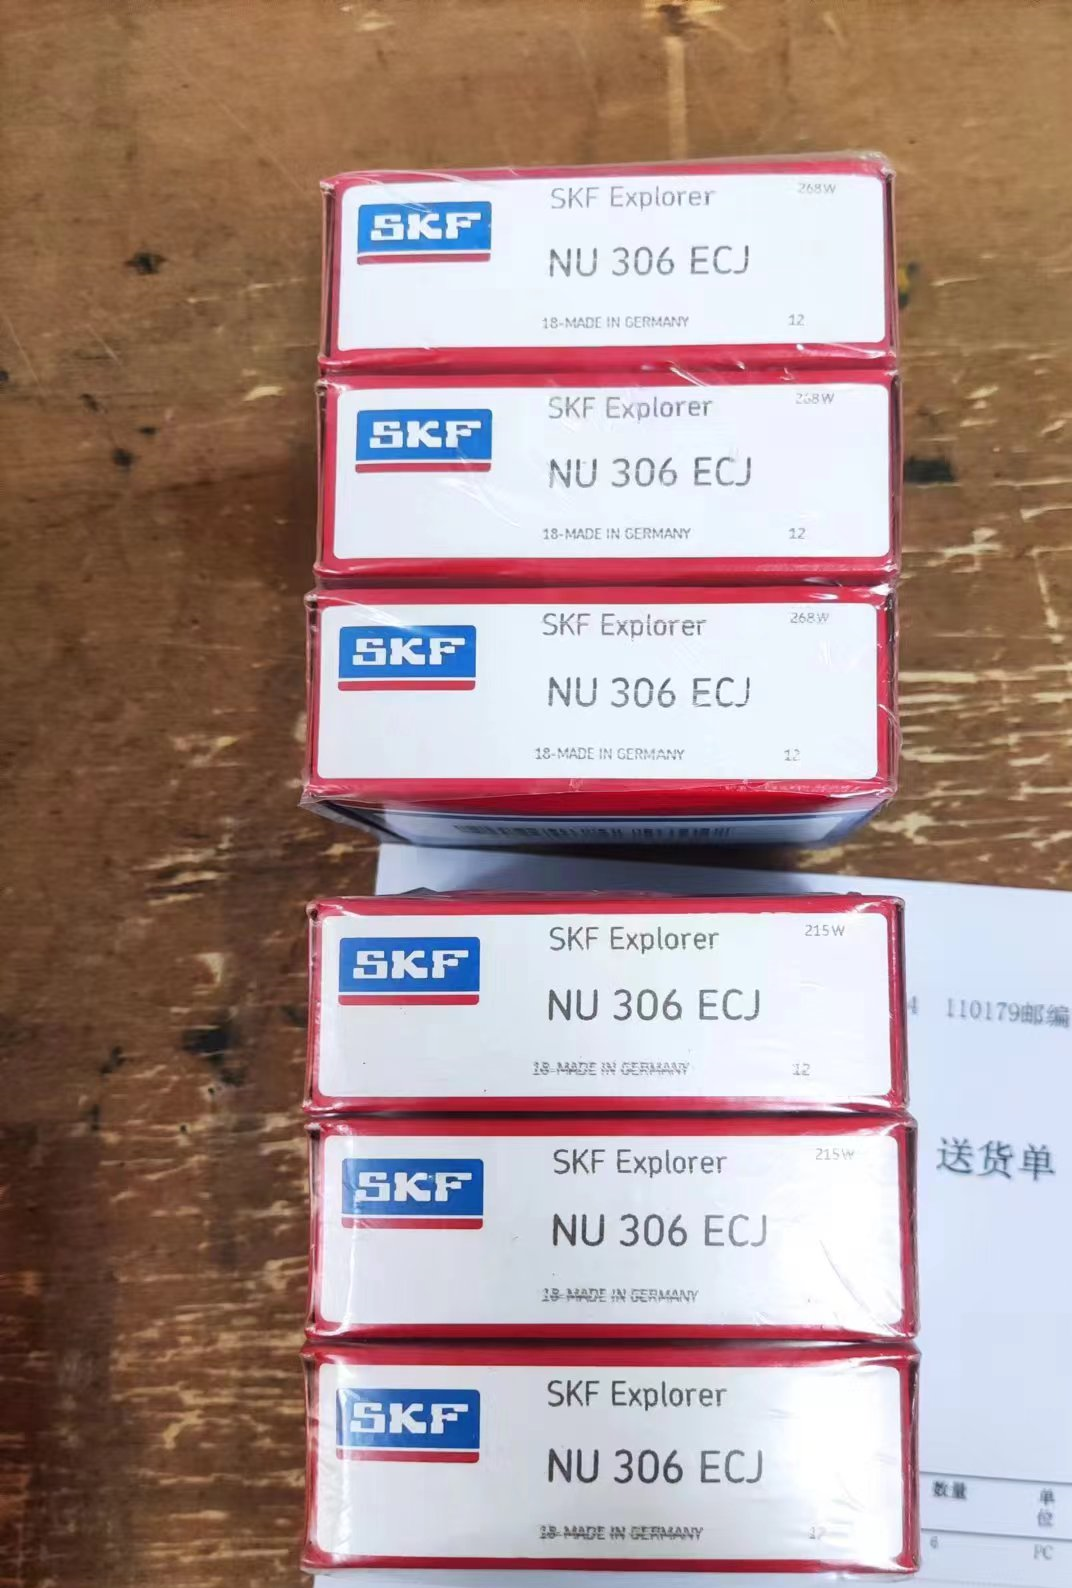 SKF
SKF Explorer
268W
NU 306 ECJ
18-MADE IN GERMANY
12
SKF
SKF Explorer
268W
NU 306 ECJ
18-MADE IN GERMANY
12
SKF
SKF Explorer
268W
NU 306 ECJ
18-MADE IN GERMANY
12
SKF
SKF Explorer
215W
NU 306 ECJ
18-MADE IN GERMANY
12
SKF
SKF Explorer
215W
NU 306 ECJ
18-MADE IN GERMANY
SKF
SKF Explorer
NU 306 ECJ
18-MADE IN GERMANY
12
4 110179邮编
送货单
数量
单位
6
PC